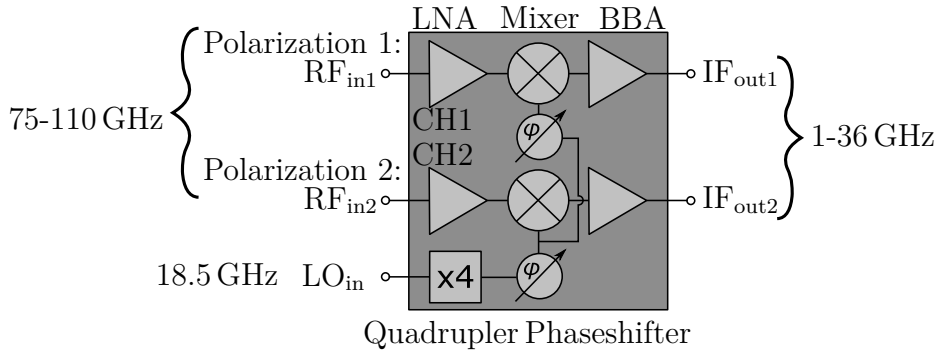 LNA Mixer BBA
Polarization 1:
RF_in1 IF_out1
75-110 GHz
CH1
φ
1-36 GHz
CH2
Polarization 2:
RF_in2 IF_out2
φ
18.5 GHz LO_in x4
Quadrupler Phaseshifter